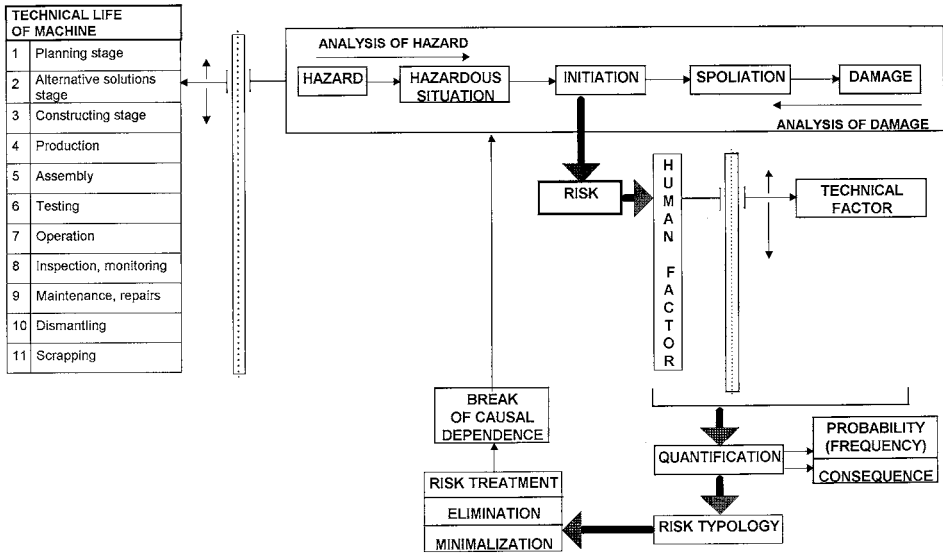 TECHNICAL LIFE
OF MACHINE
1 Planning stage
2 Alternative solutions
stage
3 Constructing stage
4 Production
5 Assembly
6 Testing
7 Operation
8 Inspection, monitoring
9 Maintenance, repairs
10 Dismantling
11 Scrapping
ANALYSIS OF HAZARD
HAZARD
HAZARDOUS
SITUATION
INITIATION
SPOLIATION
DAMAGE
ANALYSIS OF DAMAGE
RISK
HUMAN FACTOR
TECHNICAL
FACTOR
QUANTIFICATION
PROBABILITY
(FREQUENCY)
CONSEQUENCE
RISK TYPOLOGY
RISK TREATMENT
ELIMINATION
MINIMALIZATION
BREAK
OF CAUSAL
DEPENDENCE